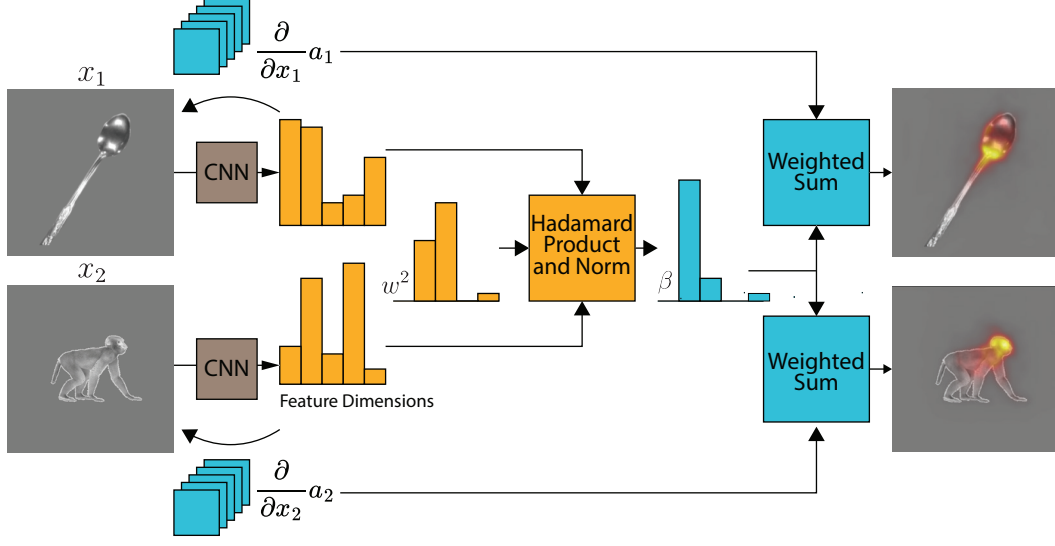 ∂/∂x₁ a₁
x₁
CNN
Weighted
Sum
Hadamard
Product
and Norm
w²
β
x₂
CNN
Weighted
Sum
Feature Dimensions
∂/∂x₂ a₂